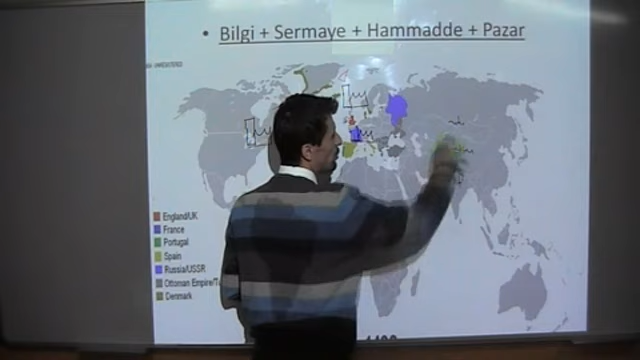 • Bilgi + Sermaye + Hammadde + Pazar
England/UK
France
Portugal
Spain
Russia/USSR
Ottoman Empire/
Denmark